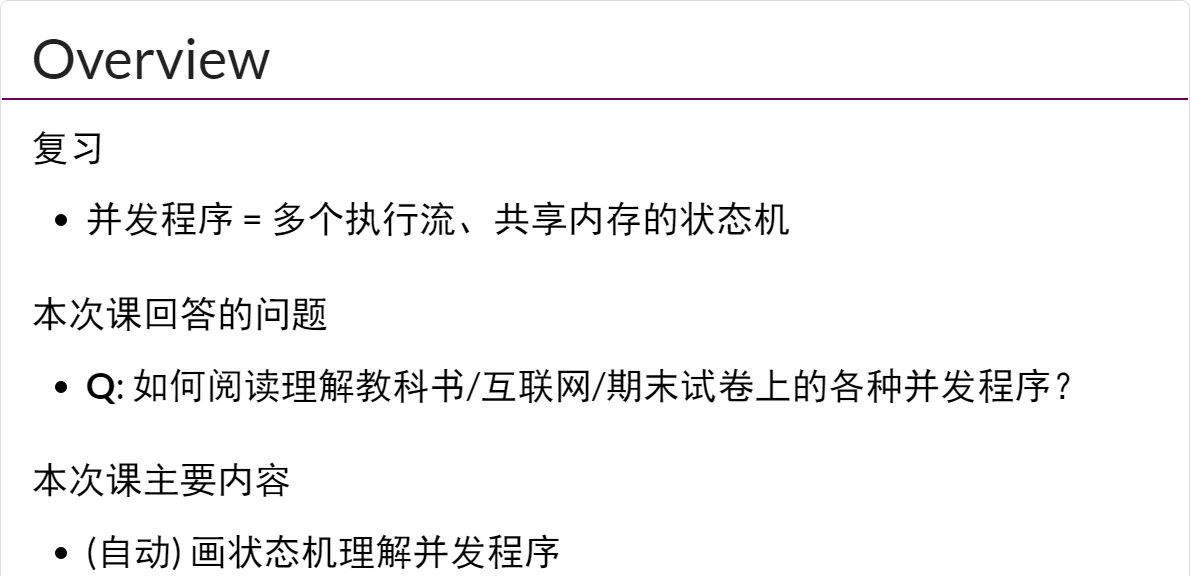 Overview
复习
• 并发程序 = 多个执行流、共享内存的状态机
本次课回答的问题
• Q: 如何阅读理解教科书/互联网/期末试卷上的各种并发程序？
本次课主要内容
• (自动) 画状态机理解并发程序